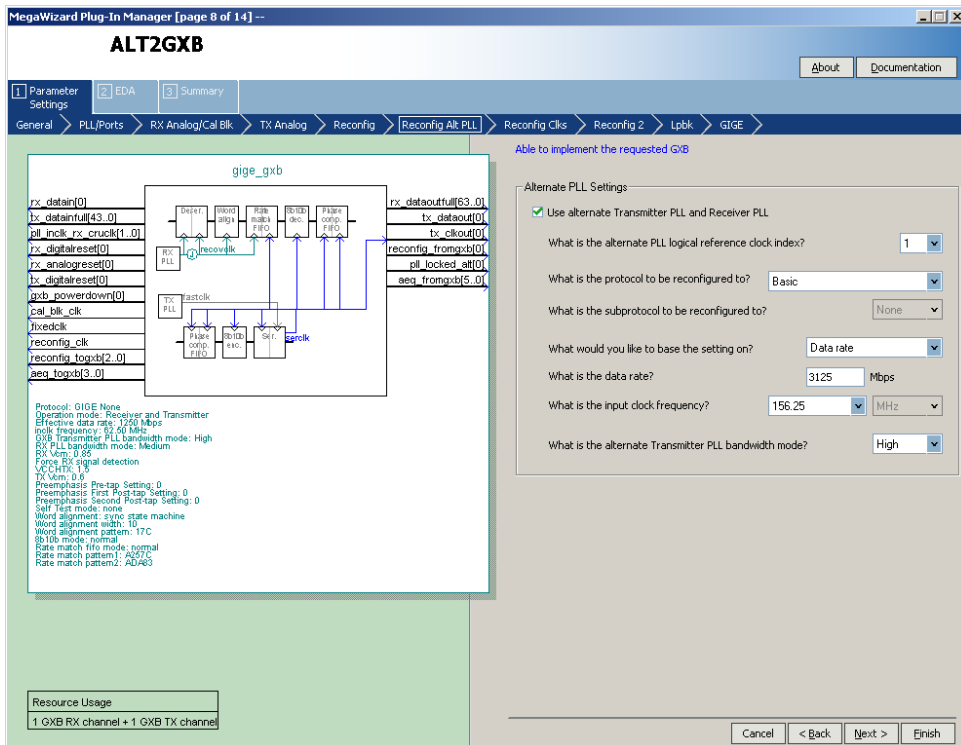 MegaWizard Plug-In Manager [page 8 of 14] --
ALT2GXB
About
Documentation
1 Parameter Settings
2 EDA
3 Summary
General
PLL/Ports
RX Analog/Cal Blk
TX Analog
Reconfig
Reconfig Alt PLL
Reconfig Clks
Reconfig 2
Lpbk
GIGE
gige_gxb
rx_datain[0]
tx_datainfull[43..0]
pll_inclk_rx_cruclk[1..0]
rx_digitalreset[0]
rx_analogreset[0]
tx_digitalreset[0]
gxb_powerdown[0]
cal_blk_clk
fixedclk
reconfig_clk
reconfig_togxb[2..0]
aeq_togxb[3..0]
Deser.
Word align
Rate match FIFO
8b10b dec.
Phase comp. FIFO
RX PLL
recovclk
TX PLL
fastclk
Phase comp. FIFO
8b10b enc.
Ser.
serclk
rx_dataoutfull[63..0]
tx_dataout[0]
tx_clkout[0]
reconfig_fromgxb[0]
pll_locked_alt[0]
aeq_fromgxb[5..0]
Protocol: GIGE None
Operation mode: Receiver and Transmitter
Effective data rate: 1250 Mbps
inclk frequency: 62.50 MHz
GXB Transmitter PLL bandwidth mode: High
RX PLL bandwidth mode: Medium
RX Vcm: 0.85
Force RX signal detection
VCCHTX: 1.5
TX Vcm: 0.6
Preemphasis Pre-tap Setting: 0
Preemphasis First Post-tap Setting: 0
Preemphasis Second Post-tap Setting: 0
Self Test mode: none
Word alignment: sync state machine
Word alignment width: 10
Word alignment pattern: 17C
8b10b mode: normal
Rate match fifo mode: normal
Rate match pattern1: A257C
Rate match pattern2: ADA83
Resource Usage
1 GXB RX channel + 1 GXB TX channel
Able to implement the requested GXB
Alternate PLL Settings
Use alternate Transmitter PLL and Receiver PLL
What is the alternate PLL logical reference clock index? 1
What is the protocol to be reconfigured to? Basic
What is the subprotocol to be reconfigured to? None
What would you like to base the setting on? Data rate
What is the data rate? 3125 Mbps
What is the input clock frequency? 156.25 MHz
What is the alternate Transmitter PLL bandwidth mode? High
Cancel
< Back
Next >
Finish